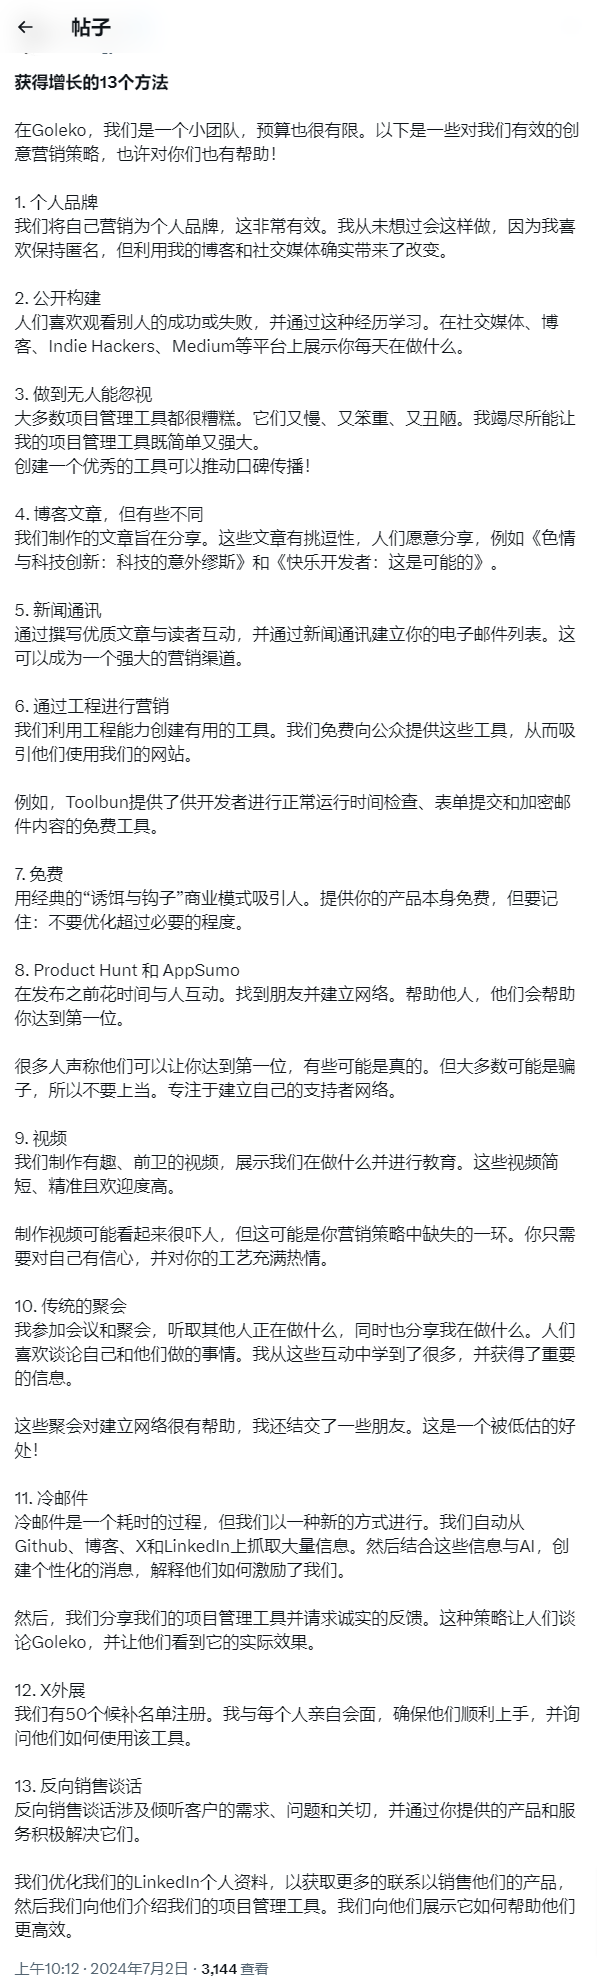 帖子
获得增长的13个方法
在Goleko，我们是一个小团队，预算也很有限。以下是一些对我们有效的创
意营销策略，也许对你们也有帮助！
1. 个人品牌
我们将自己营销为个人品牌，这非常有效。我从未想过会这样做，因为我喜
欢保持匿名，但利用我的博客和社交媒体确实带来了改变。
2. 公开构建
人们喜欢观看别人的成功或失败，并通过这种经历学习。在社交媒体、博
客、Indie Hackers、Medium等平台上展示你每天在做什么。
3. 做到无人能忽视
大多数项目管理工具都很糟糕。它们又慢、又笨重、又丑陋。我竭尽所能让
我的项目管理工具既简单又强大。
创建一个优秀的工具可以推动口碑传播！
4. 博客文章，但有些不同
我们制作的文章旨在分享。这些文章有挑逗性，人们愿意分享，例如《色情
与科技创新：科技的意外缪斯》和《快乐开发者：这是可能的》。
5. 新闻通讯
通过撰写优质文章与读者互动，并通过新闻通讯建立你的电子邮件列表。这
可以成为一个强大的营销渠道。
6. 通过工程进行营销
我们利用工程能力创建有用的工具。我们免费向公众提供这些工具，从而吸
引他们使用我们的网站。
例如，Toolbun提供了供开发者进行正常运行时间检查、表单提交和加密邮
件内容的免费工具。
7. 免费
用经典的“诱饵与钩子”商业模式吸引人。提供你的产品本身免费，但要记
住：不要优化超过必要的程度。
8. Product Hunt 和 AppSumo
在发布之前花时间与人互动。找到朋友并建立网络。帮助他人，他们会帮助
你达到第一位。
很多人声称他们可以让你达到第一位，有些可能是真的。但大多数可能是骗
子，所以不要上当。专注于建立自己的支持者网络。
9. 视频
我们制作有趣、前卫的视频，展示我们在做什么并进行教育。这些视频简
短、精准且欢迎度高。
制作视频可能看起来很吓人，但这可能是你营销策略中缺失的一环。你只需
要对自己有信心，并对你的工艺充满热情。
10. 传统的聚会
我参加会议和聚会，听取其他人正在做什么，同时也分享我在做什么。人们
喜欢谈论自己和他们做的事情。我从这些互动中学到了很多，并获得了重要
的信息。
这些聚会对建立网络很有帮助，我还结交了一些朋友。这是一个被低估的好
处！
11. 冷邮件
冷邮件是一个耗时的过程，但我们以一种新的方式进行。我们自动从
Github、博客、X和LinkedIn上抓取大量信息。然后结合这些信息与AI，创
建个性化的消息，解释他们如何激励了我们。
然后，我们分享我们的项目管理工具并请求诚实的反馈。这种策略让人们谈
论Goleko，并让他们看到它的实际效果。
12. X外展
我们有50个候补名单注册。我与每个人亲自会面，确保他们顺利上手，并询
问他们如何使用该工具。
13. 反向销售谈话
反向销售谈话涉及倾听客户的需求、问题和关切，并通过你提供的产品和服
务积极解决它们。
我们优化我们的LinkedIn个人资料，以获取更多的联系以销售他们的产品，
然后我们向他们介绍我们的项目管理工具。我们向他们展示它如何帮助他们
更高效。
上午10:12 · 2024年7月2日 · 3,144 查看